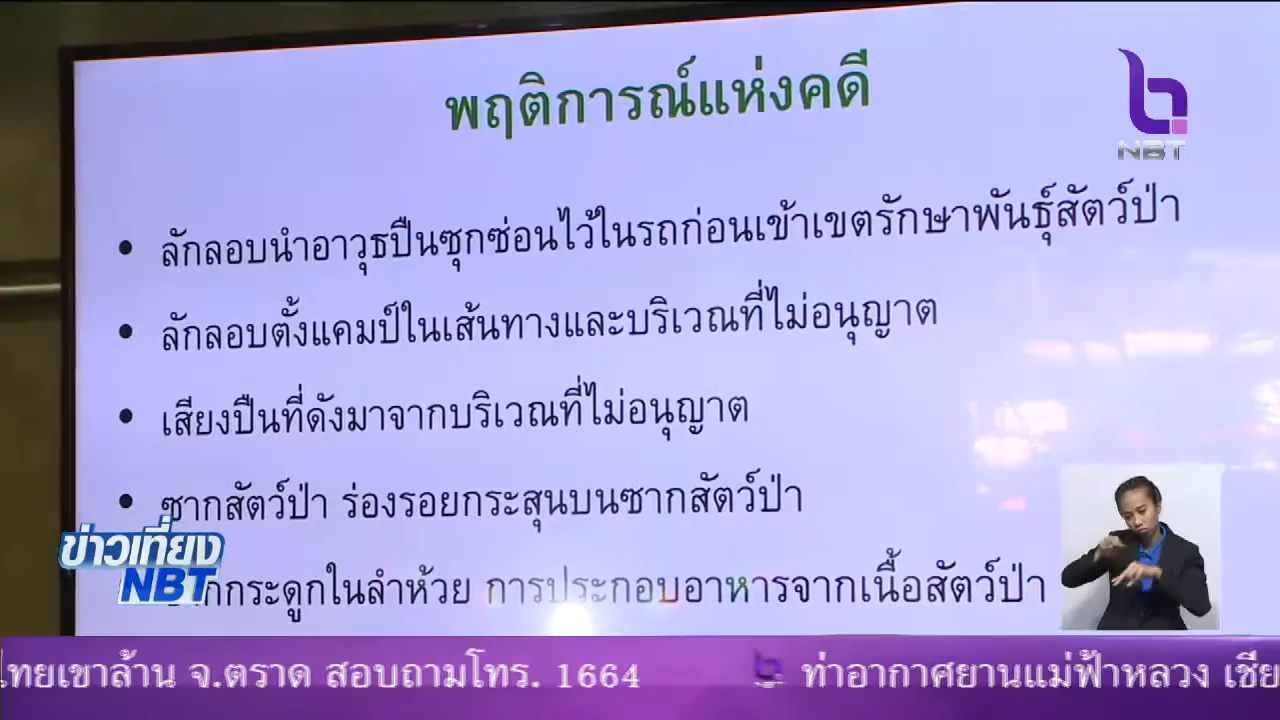 พฤติการณ์แห่งคดี
NBT
• ลักลอบนำอาวุธปืนซุกซ่อนไว้ในรถก่อนเข้าเขตรักษาพันธุ์สัตว์ป่า
• ลักลอบตั้งแคมป์ในเส้นทางและบริเวณที่ไม่อนุญาต
• เสียงปืนที่ดังมาจากบริเวณที่ไม่อนุญาต
• ซากสัตว์ป่า ร่องรอยกระสุนบนซากสัตว์ป่า
ข่าวเที่ยง
NBT
กระดูกในลำห้วย การประกอบอาหารจากเนื้อสัตว์ป่า
ไทยเขาล้าน จ.ตราด สอบถามโทร. 1664 ท่าอากาศยานแม่ฟ้าหลวง